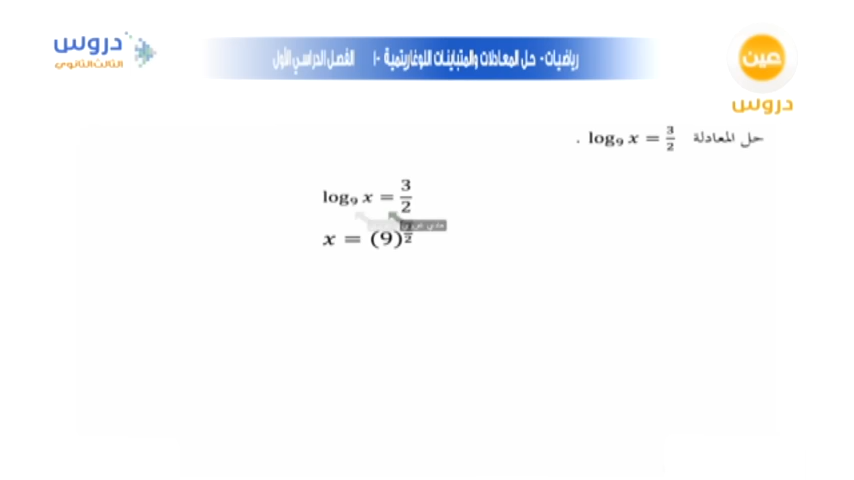 دروس
الثالث الثانوي
رياضيات - حل المعادلات والمتباينات اللوغاريتمية -١ الفصل الدراسي الأول
عين
دروس
حل المعادلة log₉ x = 3/2 .
log₉ x = 3/2
x = (9)^3/2